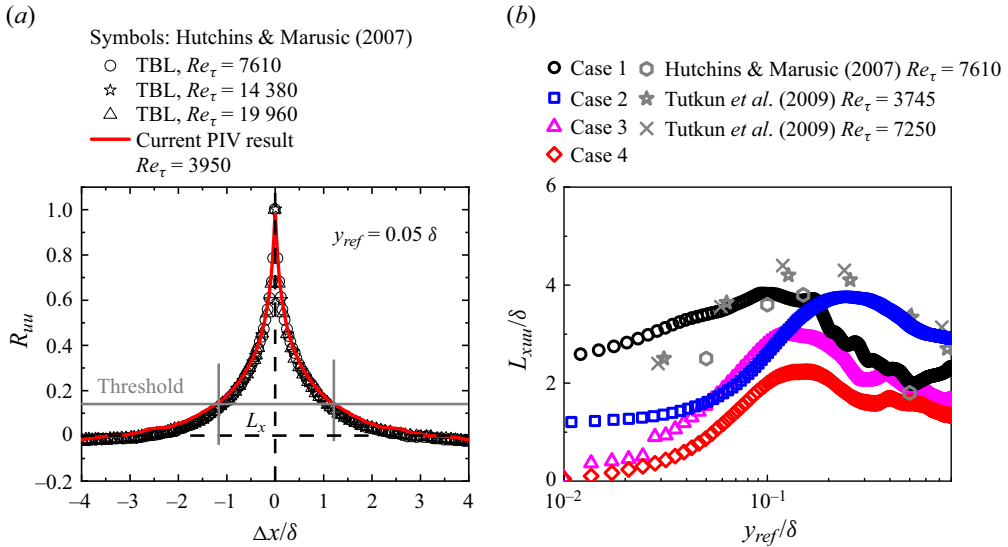 (a)
Symbols: Hutchins & Marusic (2007)
TBL, Reτ = 7610
TBL, Reτ = 14 380
TBL, Reτ = 19 960
Current PIV result
Reτ = 3950
1.0
0.8
0.6
0.4
0.2
0
−0.2
Ruu
yref = 0.05 δ
Threshold
Lx
−4 −3 −2 −1 0 1 2 3 4
Δx/δ
(b)
Case 1 Hutchins & Marusic (2007) Reτ = 7610
Case 2 Tutkun et al. (2009) Reτ = 3745
Case 3 Tutkun et al. (2009) Reτ = 7250
Case 4
6
4
2
0
Lxuu/δ
10−2 10−1
yref/δ